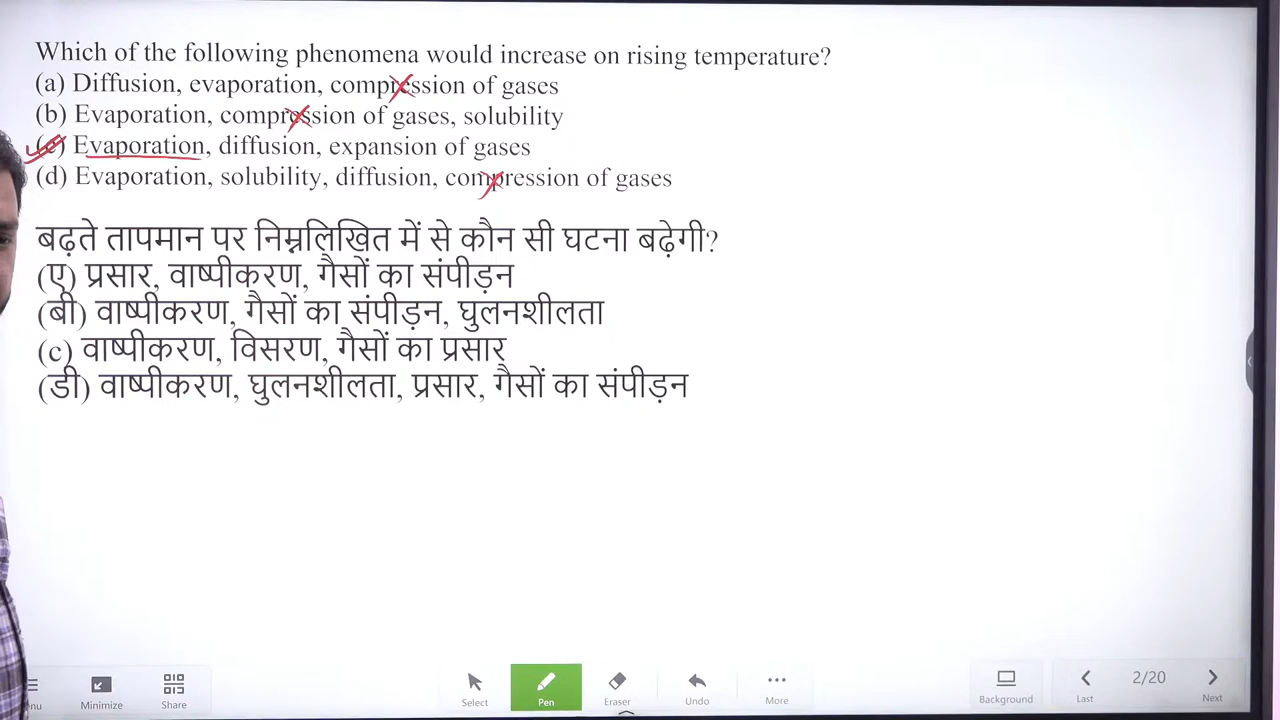 Which of the following phenomena would increase on rising temperature?
(a) Diffusion, evaporation, compression of gases
(b) Evaporation, compression of gases, solubility
(c) Evaporation, diffusion, expansion of gases
(d) Evaporation, solubility, diffusion, compression of gases
बढ़ते तापमान पर निम्नलिखित में से कौन सी घटना बढ़ेगी?
(ए) प्रसार, वाष्पीकरण, गैसों का संपीड़न
(बी) वाष्पीकरण, गैसों का संपीड़न, घुलनशीलता
(c) वाष्पीकरण, विसरण, गैसों का प्रसार
(डी) वाष्पीकरण, घुलनशीलता, प्रसार, गैसों का संपीड़न
Minimize Share Select Pen Eraser Undo More Background Last 2/20 Next